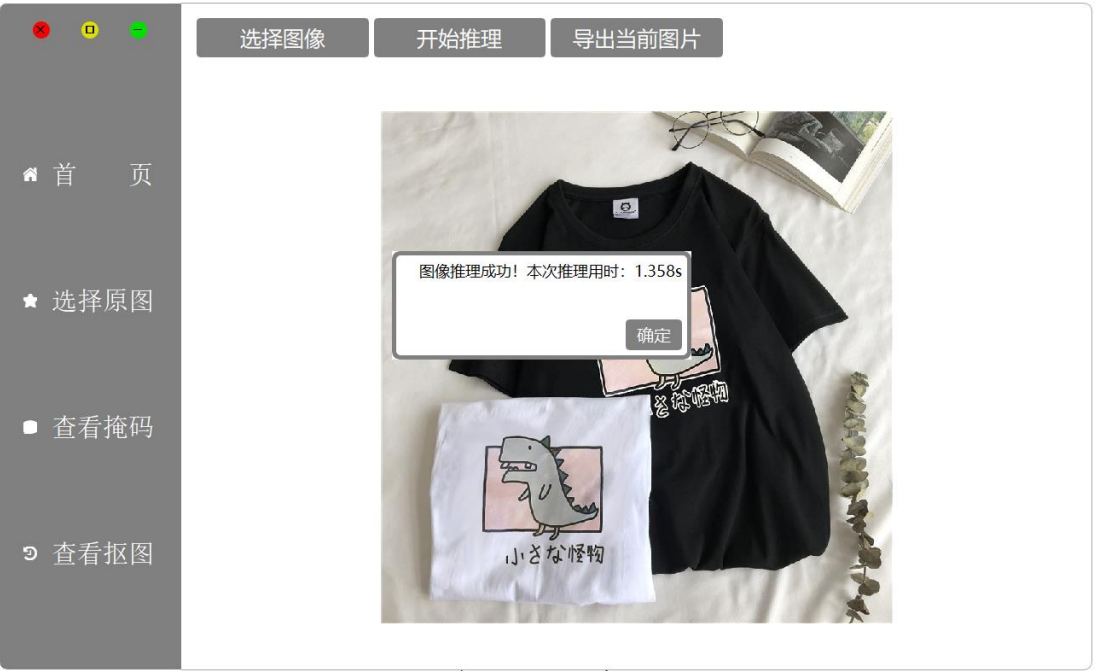 选择图像
开始推理
导出当前图片
首 页
选择原图
查看掩码
查看抠图
图像推理成功！本次推理用时：1.358s
确定
さな怪物
小さな怪物